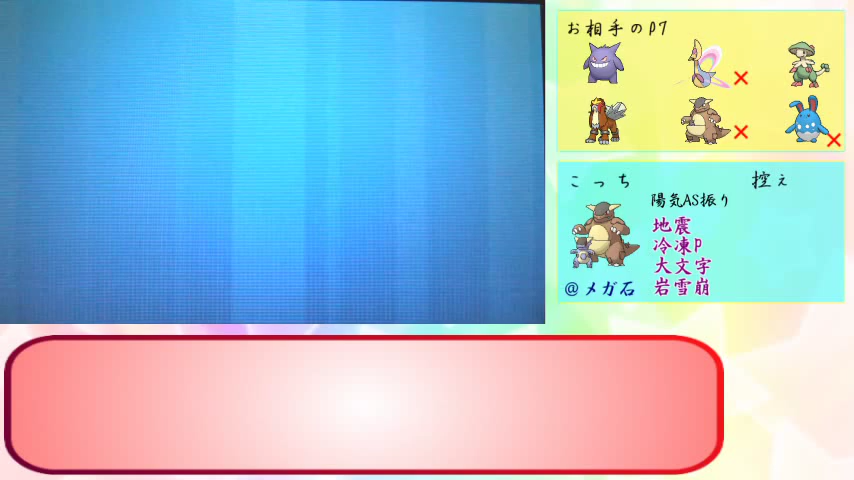 お相手のPT
こっち
控え
陽気AS振り
地震
冷凍P
大文字
岩雪崩
@メガ石